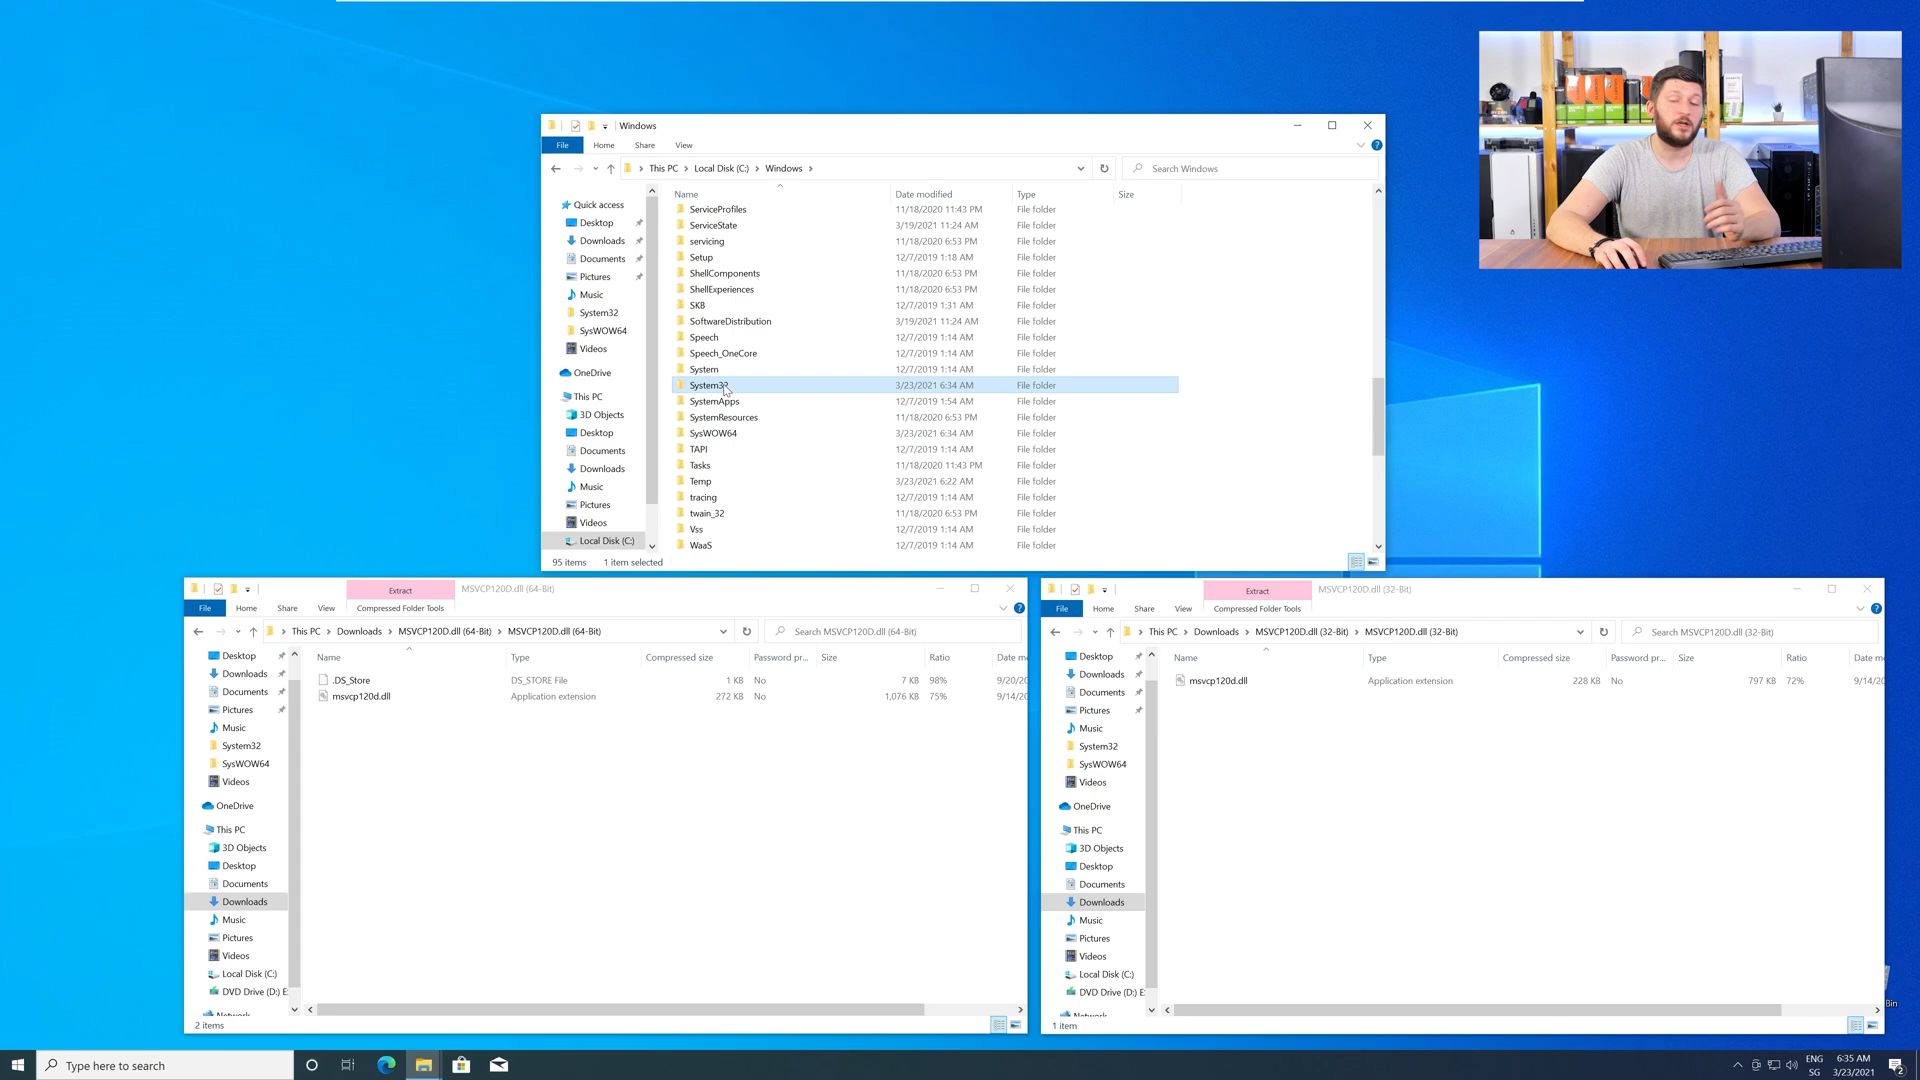 Windows
File Home Share View
This PC Local Disk (C:) Windows
Search Windows
Name Date modified Type Size
Quick access
Desktop
Downloads
Documents
Pictures
Music
System32
SysWOW64
Videos
OneDrive
This PC
3D Objects
Desktop
Documents
Downloads
Music
Pictures
Videos
Local Disk (C:)
ServiceProfiles 11/18/2020 11:43 PM File folder
ServiceState 3/19/2021 11:24 AM File folder
servicing 11/18/2020 6:53 PM File folder
Setup 12/7/2019 1:18 AM File folder
ShellComponents 11/18/2020 6:53 PM File folder
ShellExperiences 11/18/2020 6:53 PM File folder
SKB 12/7/2019 1:31 AM File folder
SoftwareDistribution 3/19/2021 11:24 AM File folder
Speech 12/7/2019 1:14 AM File folder
Speech_OneCore 12/7/2019 1:14 AM File folder
System 12/7/2019 1:14 AM File folder
System32 3/23/2021 6:34 AM File folder
SystemApps 12/7/2019 1:54 AM File folder
SystemResources 11/18/2020 6:53 PM File folder
SysWOW64 3/23/2021 6:34 AM File folder
TAPI 12/7/2019 1:14 AM File folder
Tasks 11/18/2020 11:43 PM File folder
Temp 3/23/2021 6:22 AM File folder
tracing 12/7/2019 1:14 AM File folder
twain_32 11/18/2020 6:53 PM File folder
Vss 12/7/2019 1:14 AM File folder
WaaS 12/7/2019 1:14 AM File folder
95 items 1 item selected
Extract MSVCP120D.dll (64-Bit)
File Home Share View Compressed Folder Tools
This PC Downloads MSVCP120D.dll (64-Bit) MSVCP120D.dll (64-Bit)
Search MSVCP120D.dll (64-Bit)
Name Type Compressed size Password pr... Size Ratio Date m
.DS_Store DS_STORE File 1 KB No 7 KB 98% 9/20/20
msvcp120d.dll Application extension 272 KB No 1,076 KB 75% 9/14/20
Desktop
Downloads
Documents
Pictures
Music
System32
SysWOW64
Videos
OneDrive
This PC
3D Objects
Desktop
Documents
Downloads
Music
Pictures
Videos
Local Disk (C:)
DVD Drive (D:) E
Network
2 items
Extract MSVCP120D.dll (32-Bit)
File Home Share View Compressed Folder Tools
This PC Downloads MSVCP120D.dll (32-Bit) MSVCP120D.dll (32-Bit)
Search MSVCP120D.dll (32-Bit)
Name Type Compressed size Password pr... Size Ratio Date m
msvcp120d.dll Application extension 228 KB No 797 KB 72% 9/14/20
Desktop
Downloads
Documents
Pictures
Music
System32
SysWOW64
Videos
OneDrive
This PC
3D Objects
Desktop
Documents
Downloads
Music
Pictures
Videos
Local Disk (C:)
DVD Drive (D:) E
Network
1 item
Bin
Type here to search
ENG
SG
6:35 AM
3/23/2021
2